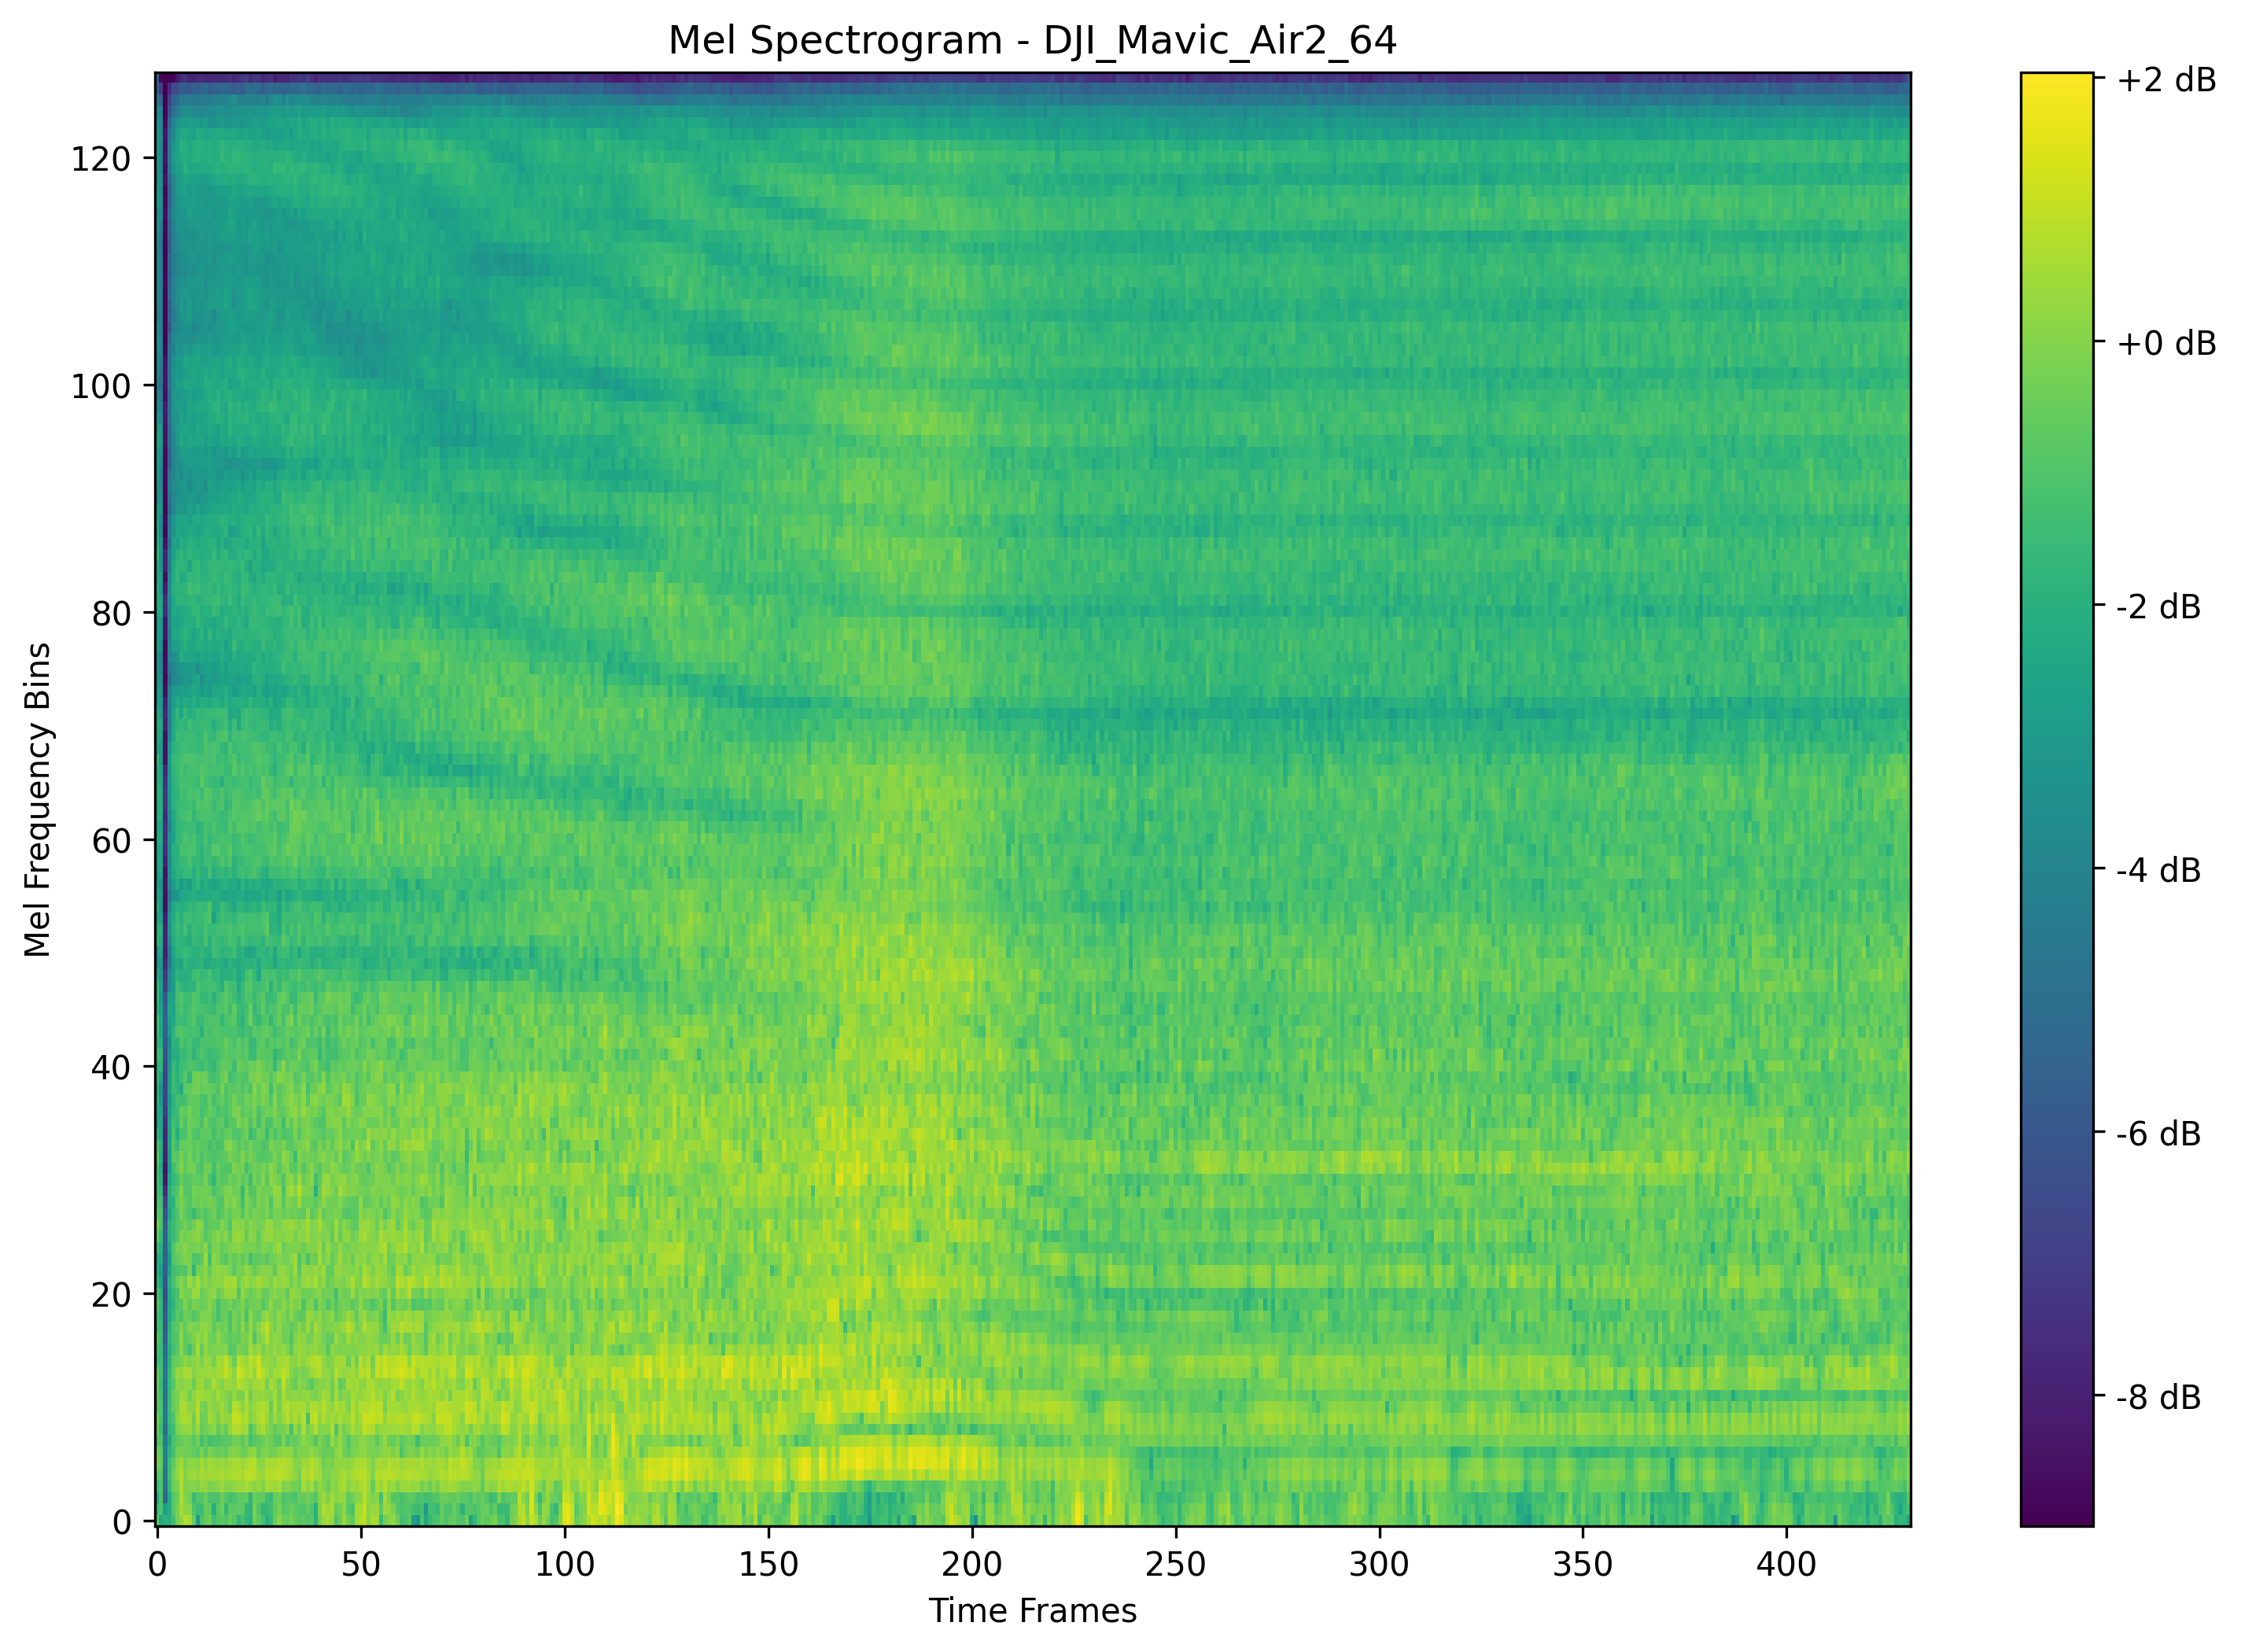 Mel Spectrogram - DJI_Mavic_Air2_64
+2 dB
+0 dB
-2 dB
-4 dB
-6 dB
-8 dB
Mel Frequency Bins
120
100
80
60
40
20
0
0 50 100 150 200 250 300 350 400
Time Frames